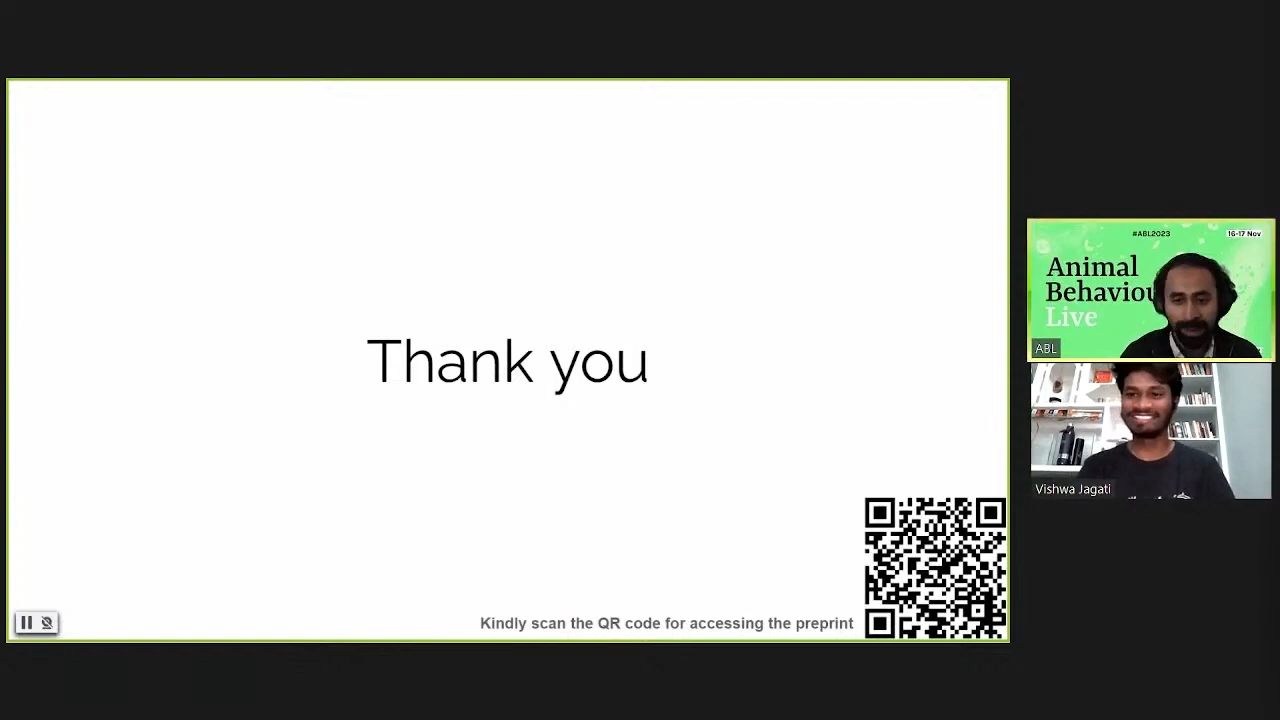 Thank you
Kindly scan the QR code for accessing the preprint
#ABL2023
16-17 Nov
Animal
Behaviou
Live
ABL
Vishwa Jagati